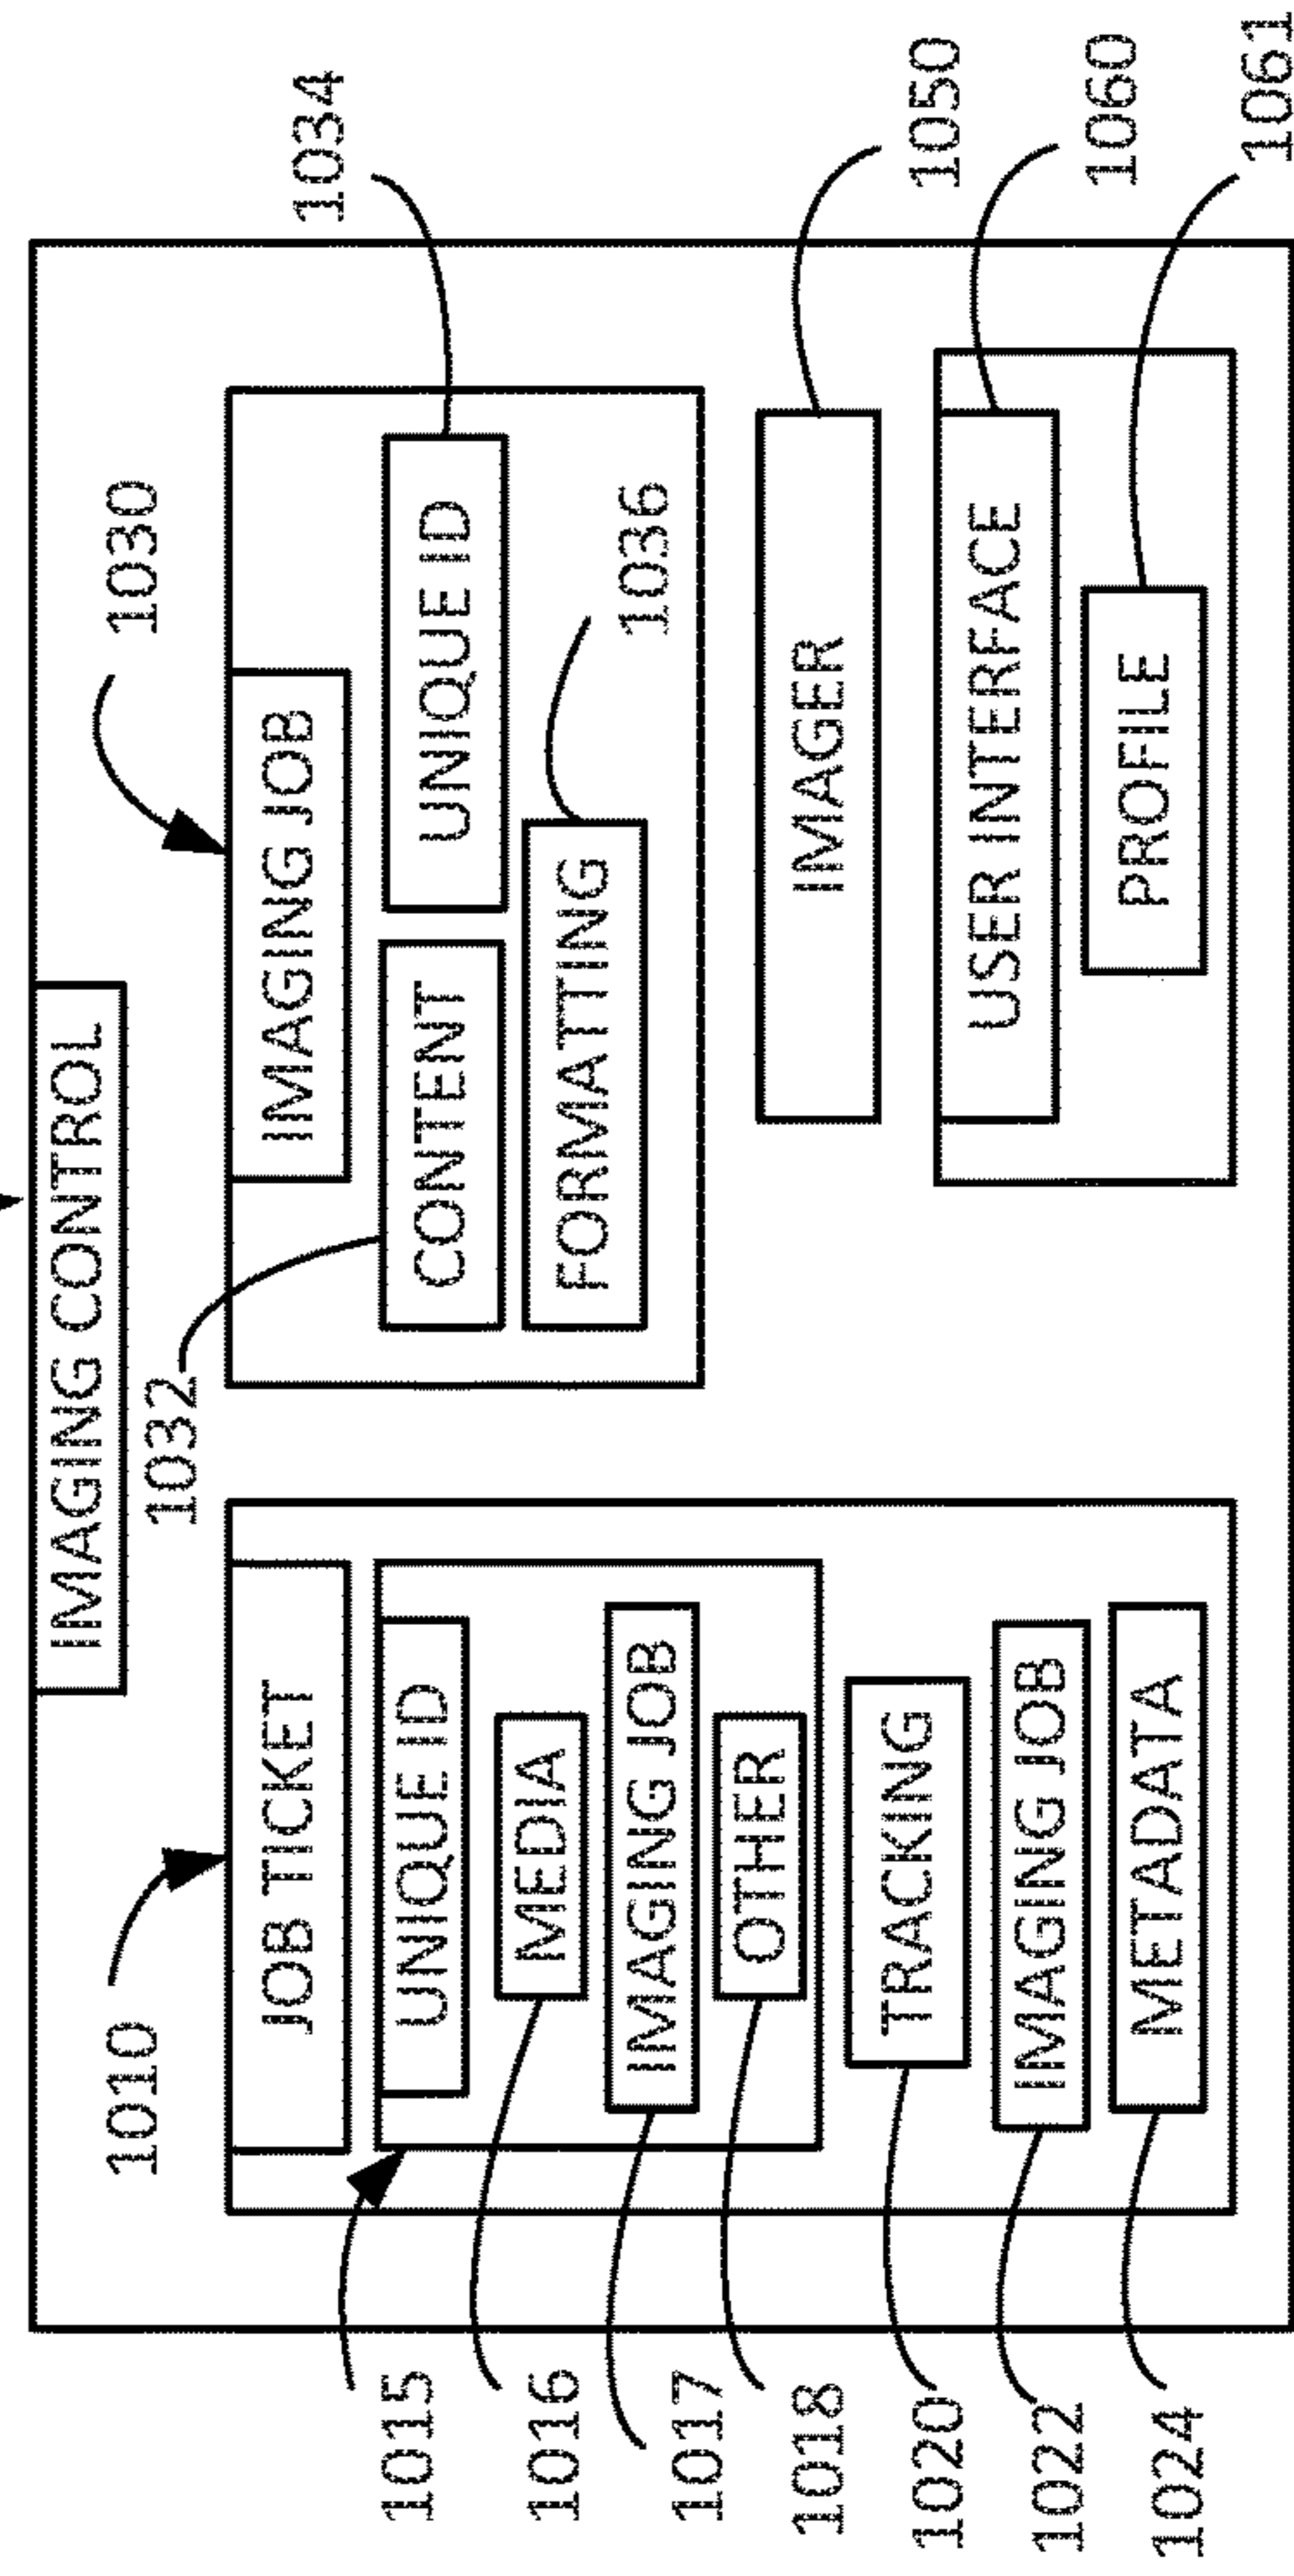 IMAGING CONTROL
1010
JOB TICKET
1015
UNIQUE ID
1016
MEDIA
1017
IMAGING JOB
1018
OTHER
1020
TRACKING
1022
IMAGING JOB
1024
METADATA
1030
IMAGING JOB
1032
CONTENT
1034
UNIQUE ID
1036
FORMATTING
1050
IMAGER
1060
USER INTERFACE
1061
PROFILE